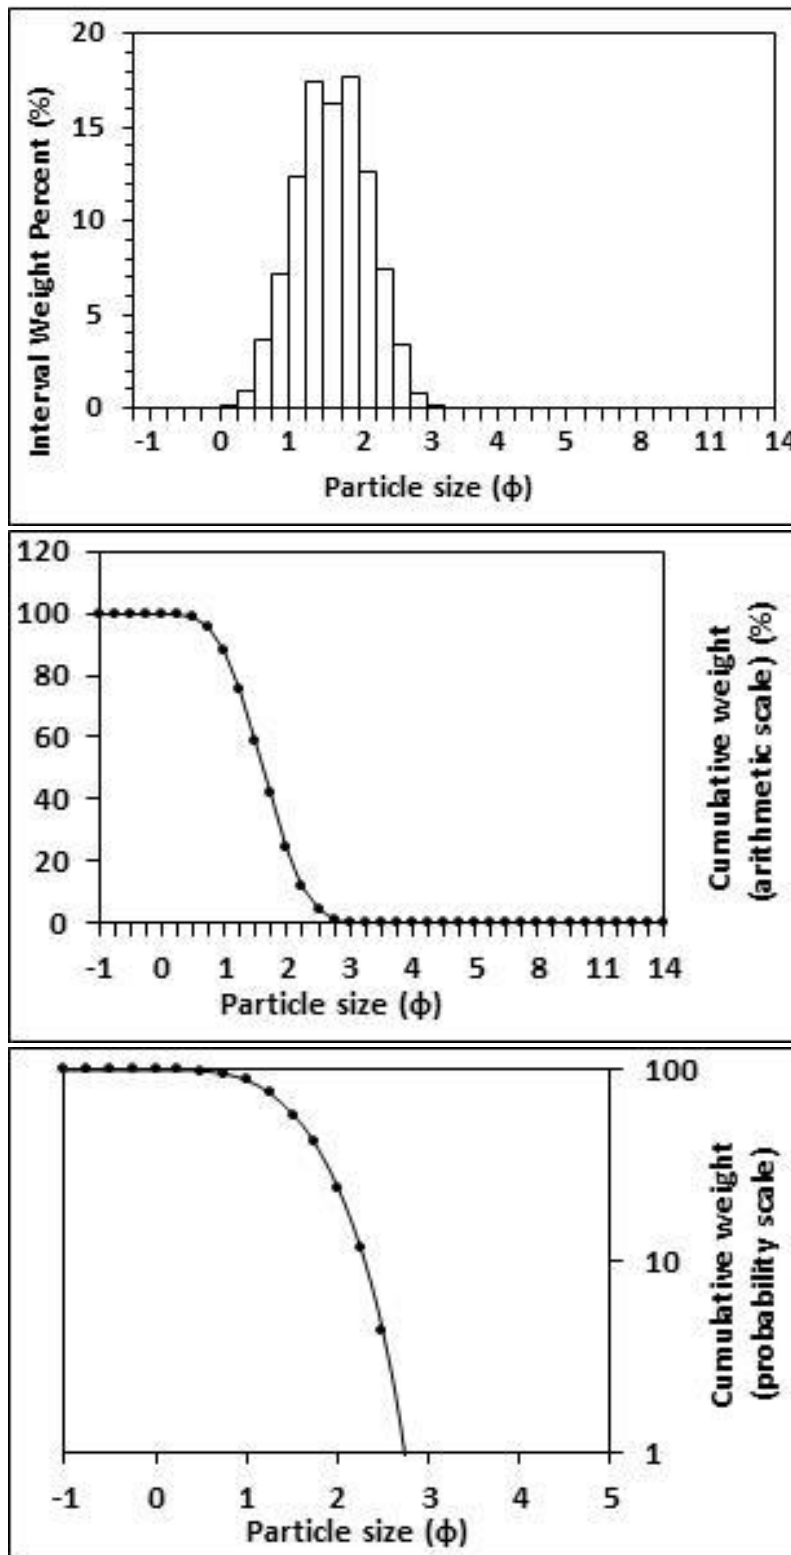 20
15
10
5
0
Interval Weight Percent (%)
-1 0 1 2 3 4 5 8 11 14
Particle size (ϕ)
120
100
80
60
40
20
0
-1 0 1 2 3 4 5 8 11 14
Particle size (ϕ)
Cumulative weight
(arithmetic scale) (%)
100
10
1
-1 0 1 2 3 4 5
Particle size (ϕ)
Cumulative weight
(probability scale)